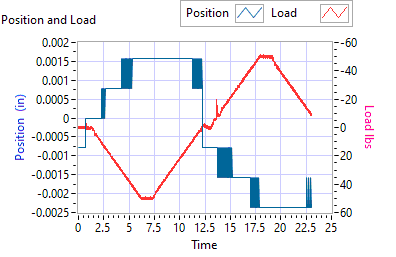 Position Load
Position and Load
0.002 -60
0.0015 -40
0.001
0.0005 -20
0
-0.0005 0
-0.001 20
-0.0015
-0.002 40
-0.0025 60
Position (in)
Load lbs
0 2.5 5 7.5 10 12.5 15 17.5 20 22.5 25
Time